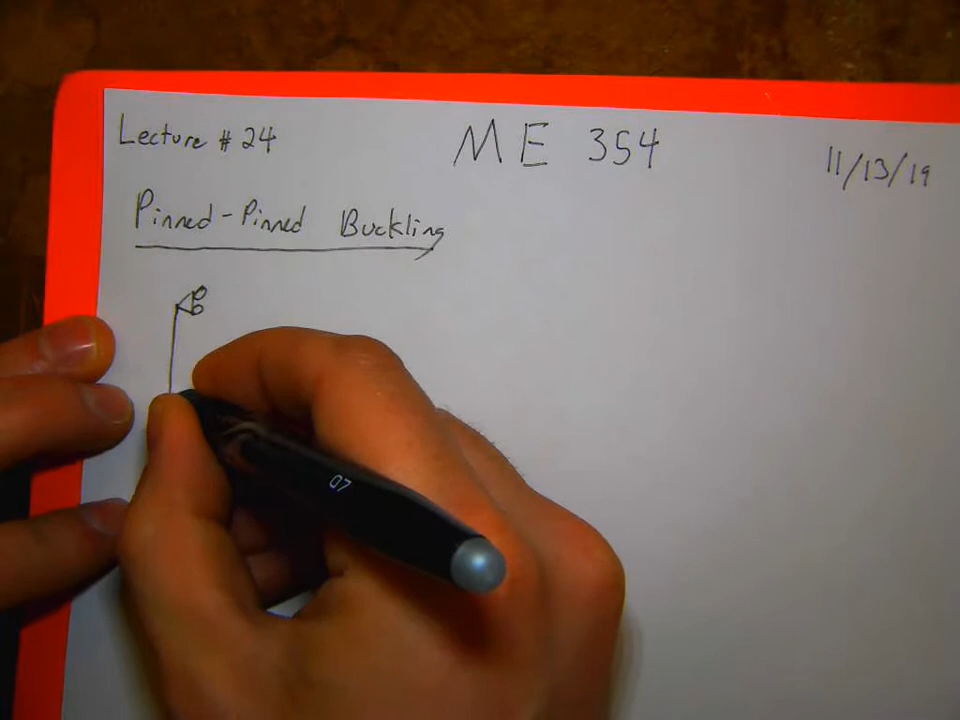 Lecture # 24
ME 354
11/13/19
Pinned-Pinned Buckling
07